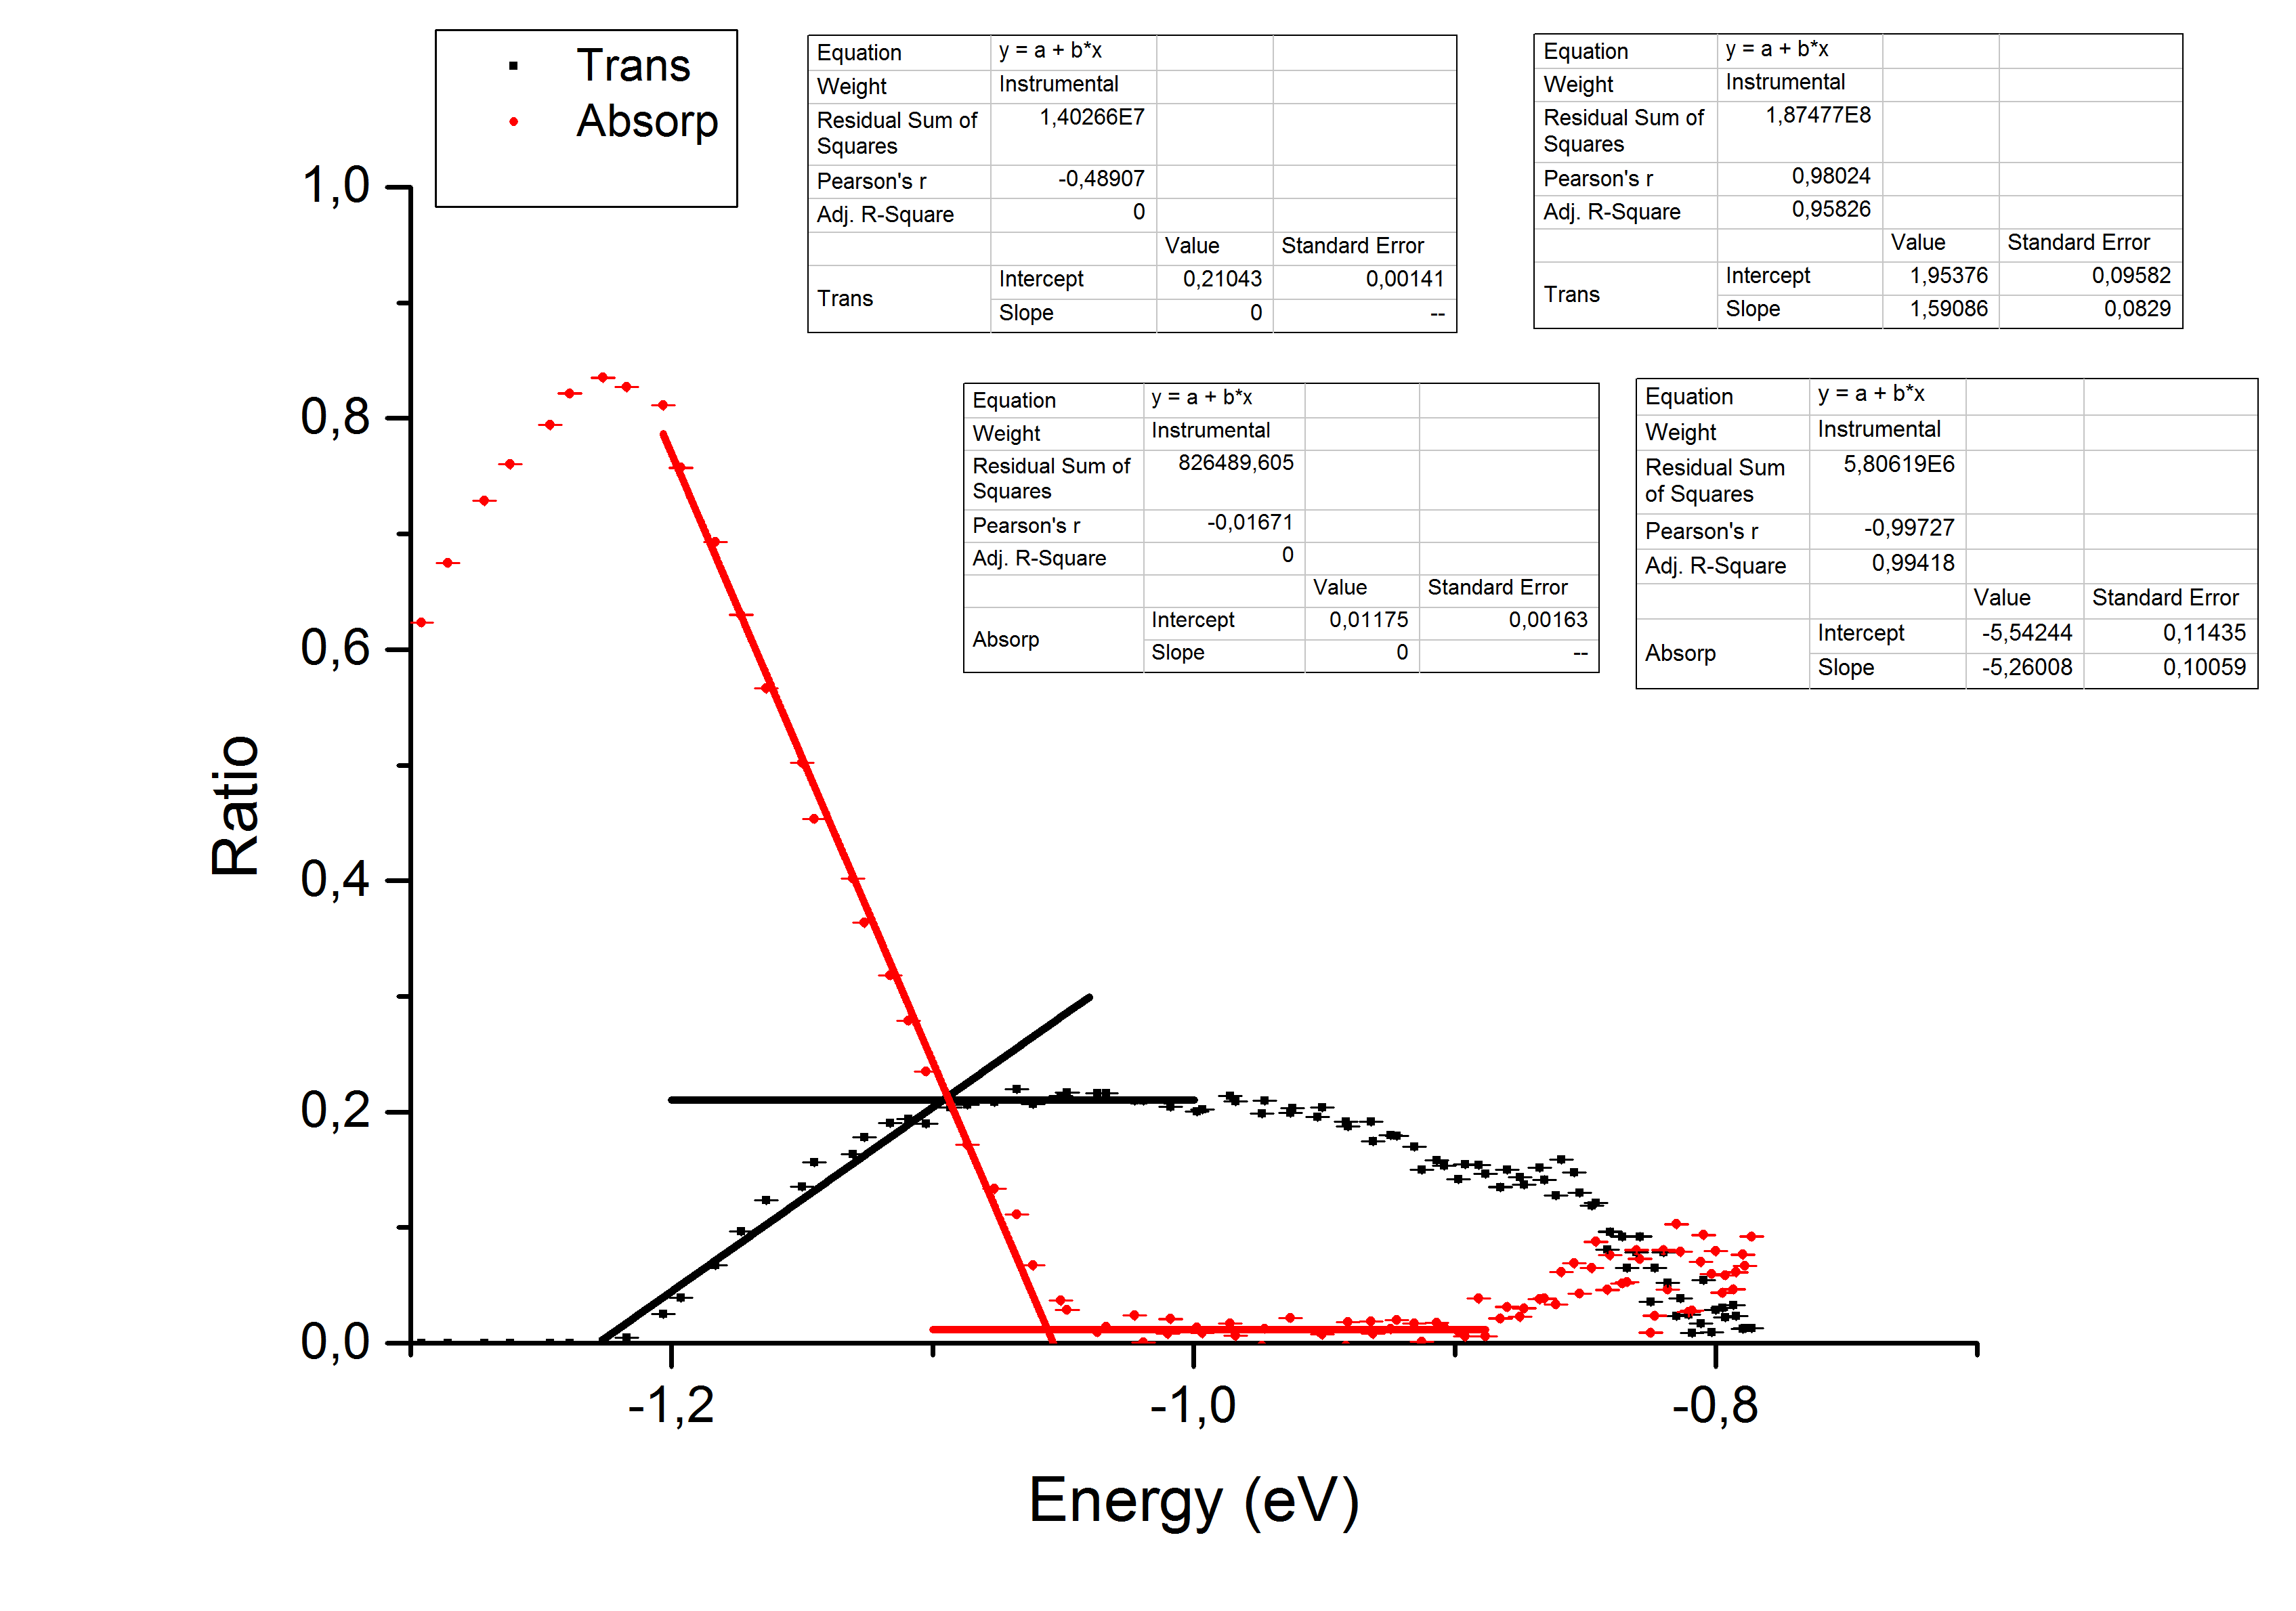 Trans
Absorp
Equation y = a + b*x
Weight Instrumental
Residual Sum of Squares 1,40266E7
Pearson's r -0,48907
Adj. R-Square 0
Value Standard Error
Trans Intercept 0,21043 0,00141
Slope 0 --
Equation y = a + b*x
Weight Instrumental
Residual Sum of Squares 1,87477E8
Pearson's r 0,98024
Adj. R-Square 0,95826
Value Standard Error
Trans Intercept 1,95376 0,09582
Slope 1,59086 0,0829
Equation y = a + b*x
Weight Instrumental
Residual Sum of Squares 826489,605
Pearson's r -0,01671
Adj. R-Square 0
Value Standard Error
Absorp Intercept 0,01175 0,00163
Slope 0 --
Equation y = a + b*x
Weight Instrumental
Residual Sum of Squares 5,80619E6
Pearson's r -0,99727
Adj. R-Square 0,99418
Value Standard Error
Absorp Intercept -5,54244 0,11435
Slope -5,26008 0,10059
1,0
0,8
0,6
0,4
0,2
0,0
Ratio
-1,2 -1,0 -0,8
Energy (eV)